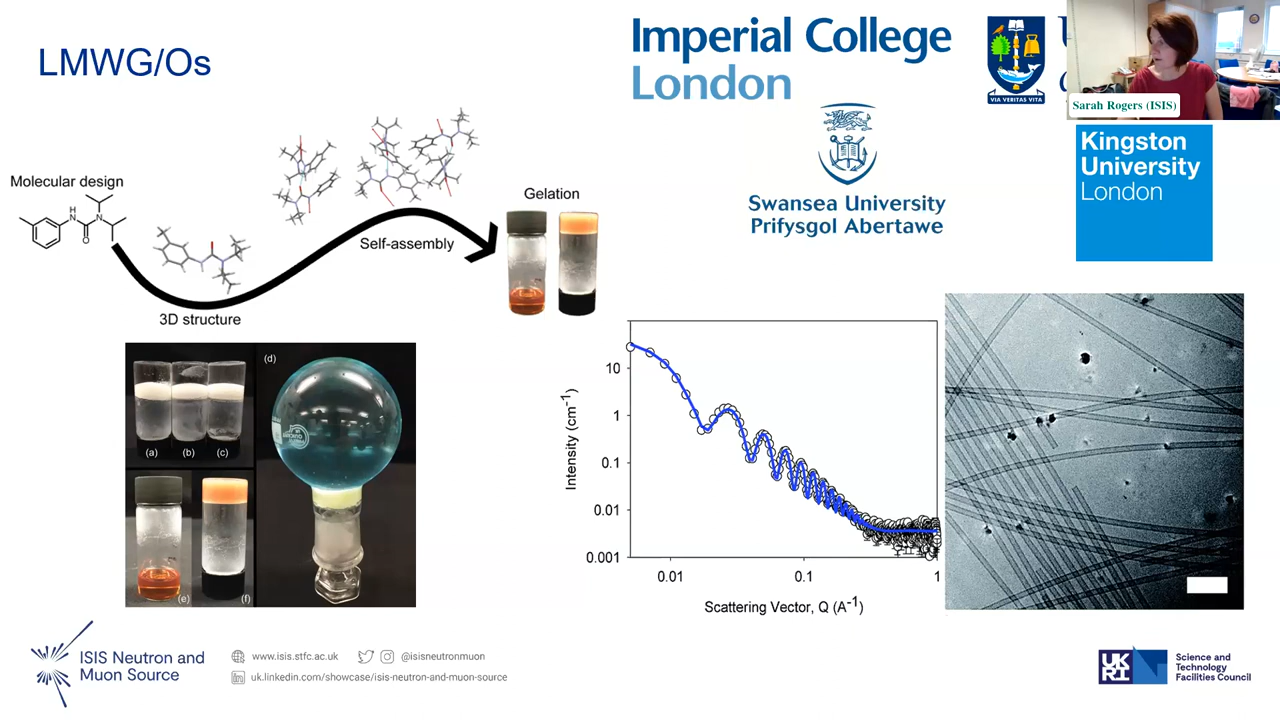 LMWG/Os
Imperial College
London
VIA VERITAS VITA
Sarah Rogers (ISIS)
Swansea University
Prifysgol Abertawe
Kingston
University
London
Molecular design
NH
N
O
3D structure
Self-assembly
Gelation
(a)
(b)
(c)
(d)
(e)
(f)
Intensity (cm⁻¹)
10
1
0.1
0.01
0.001
0.01
0.1
1
Scattering Vector, Q (A⁻¹)
ISIS Neutron and
Muon Source
www.isis.stfc.ac.uk
@isisneutronmuon
uk.linkedin.com/showcase/isis-neutron-and-muon-source
UK
RI
Science and
Technology
Facilities Council